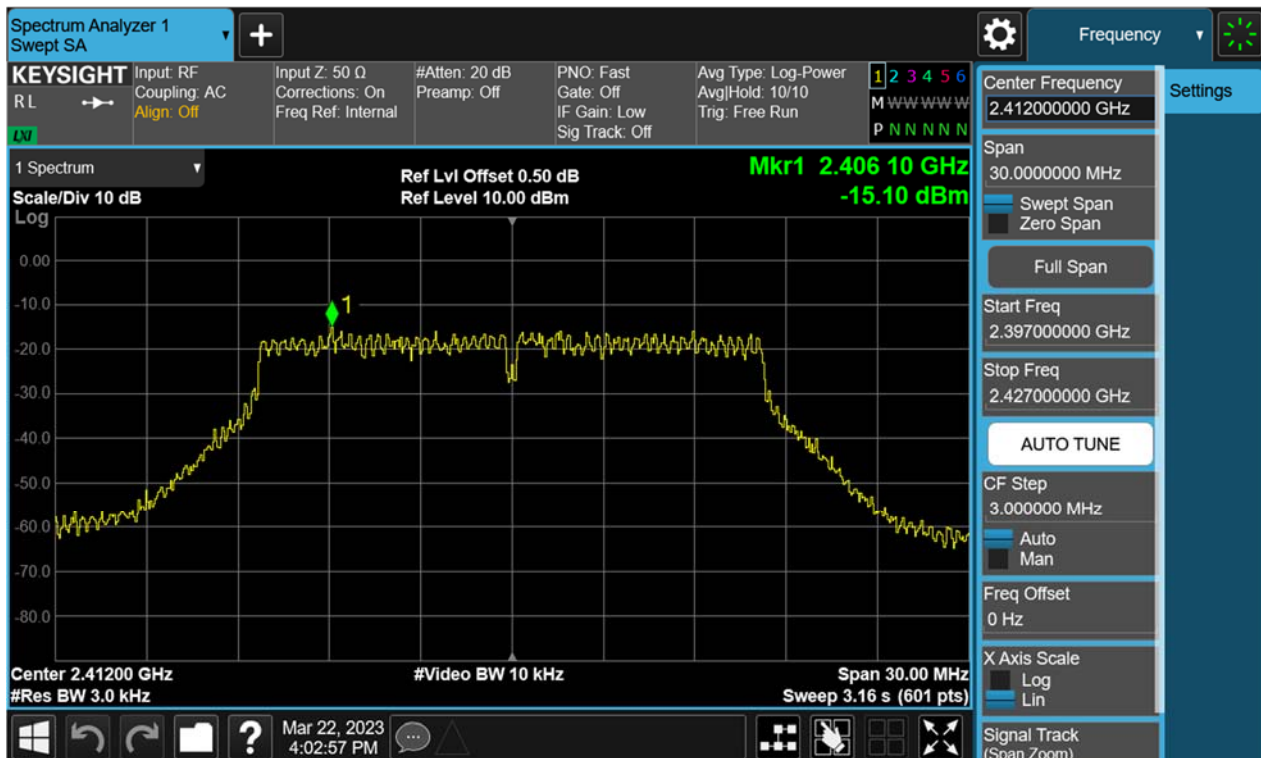 Spectrum Analyzer 1
Swept SA
+
Frequency
KEYSIGHT
Input: RF
Input Z: 50 Ω
#Atten: 20 dB
PNO: Fast
Avg Type: Log-Power
1 2 3 4 5 6
R L
Coupling: AC
Corrections: On
Preamp: Off
Gate: Off
Avg|Hold: 10/10
M W W W W W
Align: Off
Freq Ref: Internal
IF Gain: Low
Trig: Free Run
LXI
Sig Track: Off
P N N N N N
1 Spectrum
Ref Lvl Offset 0.50 dB
Mkr1 2.406 10 GHz
Scale/Div 10 dB
Ref Level 10.00 dBm
-15.10 dBm
Log
0.00
-10.0
1
-20.0
-30.0
-40.0
-50.0
-60.0
-70.0
-80.0
Center 2.41200 GHz
#Video BW 10 kHz
Span 30.00 MHz
#Res BW 3.0 kHz
Sweep 3.16 s (601 pts)
Center Frequency
2.412000000 GHz
Settings
Span
30.0000000 MHz
Swept Span
Zero Span
Full Span
Start Freq
2.397000000 GHz
Stop Freq
2.427000000 GHz
AUTO TUNE
CF Step
3.000000 MHz
Auto
Man
Freq Offset
0 Hz
X Axis Scale
Log
Lin
Signal Track
(Span Zoom)
?
Mar 22, 2023
4:02:57 PM